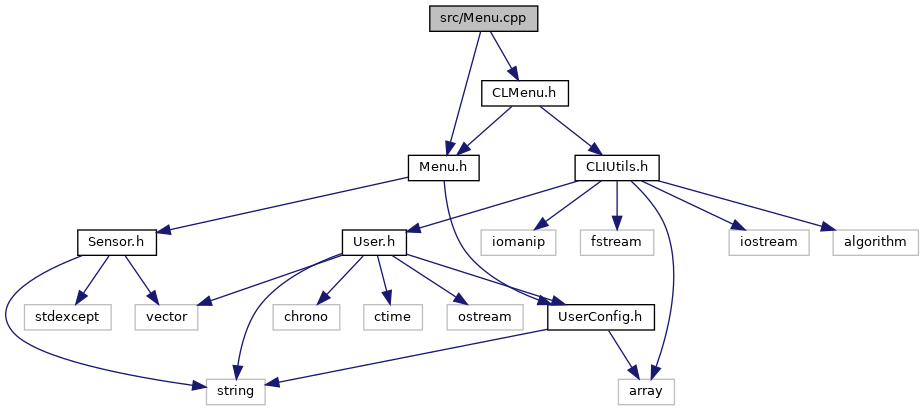 src/Menu.cpp
CLMenu.h
Menu.h
CLIUtils.h
Sensor.h
User.h
iomanip
fstream
iostream
algorithm
stdexcept
vector
chrono
ctime
ostream
UserConfig.h
string
array